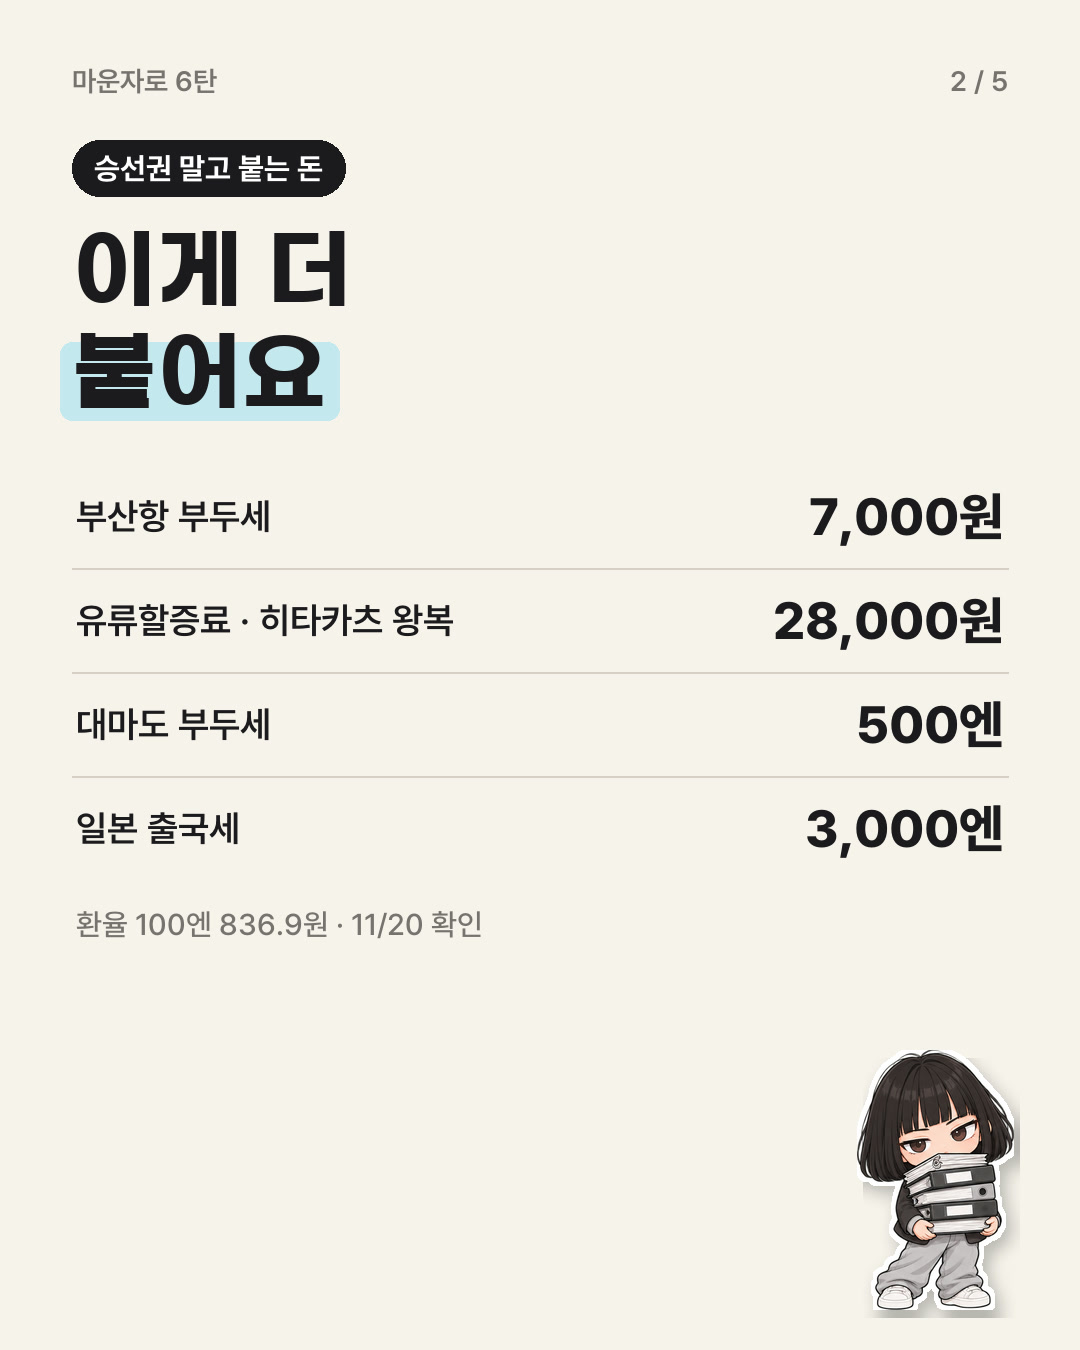 마운자로 6탄
2 / 5
승선권 말고 붙는 돈
이게 더
붙어요
부산항 부두세 7,000원
유류할증료 · 히타카츠 왕복 28,000원
대마도 부두세 500엔
일본 출국세 3,000엔
환율 100엔 836.9원 · 11/20 확인